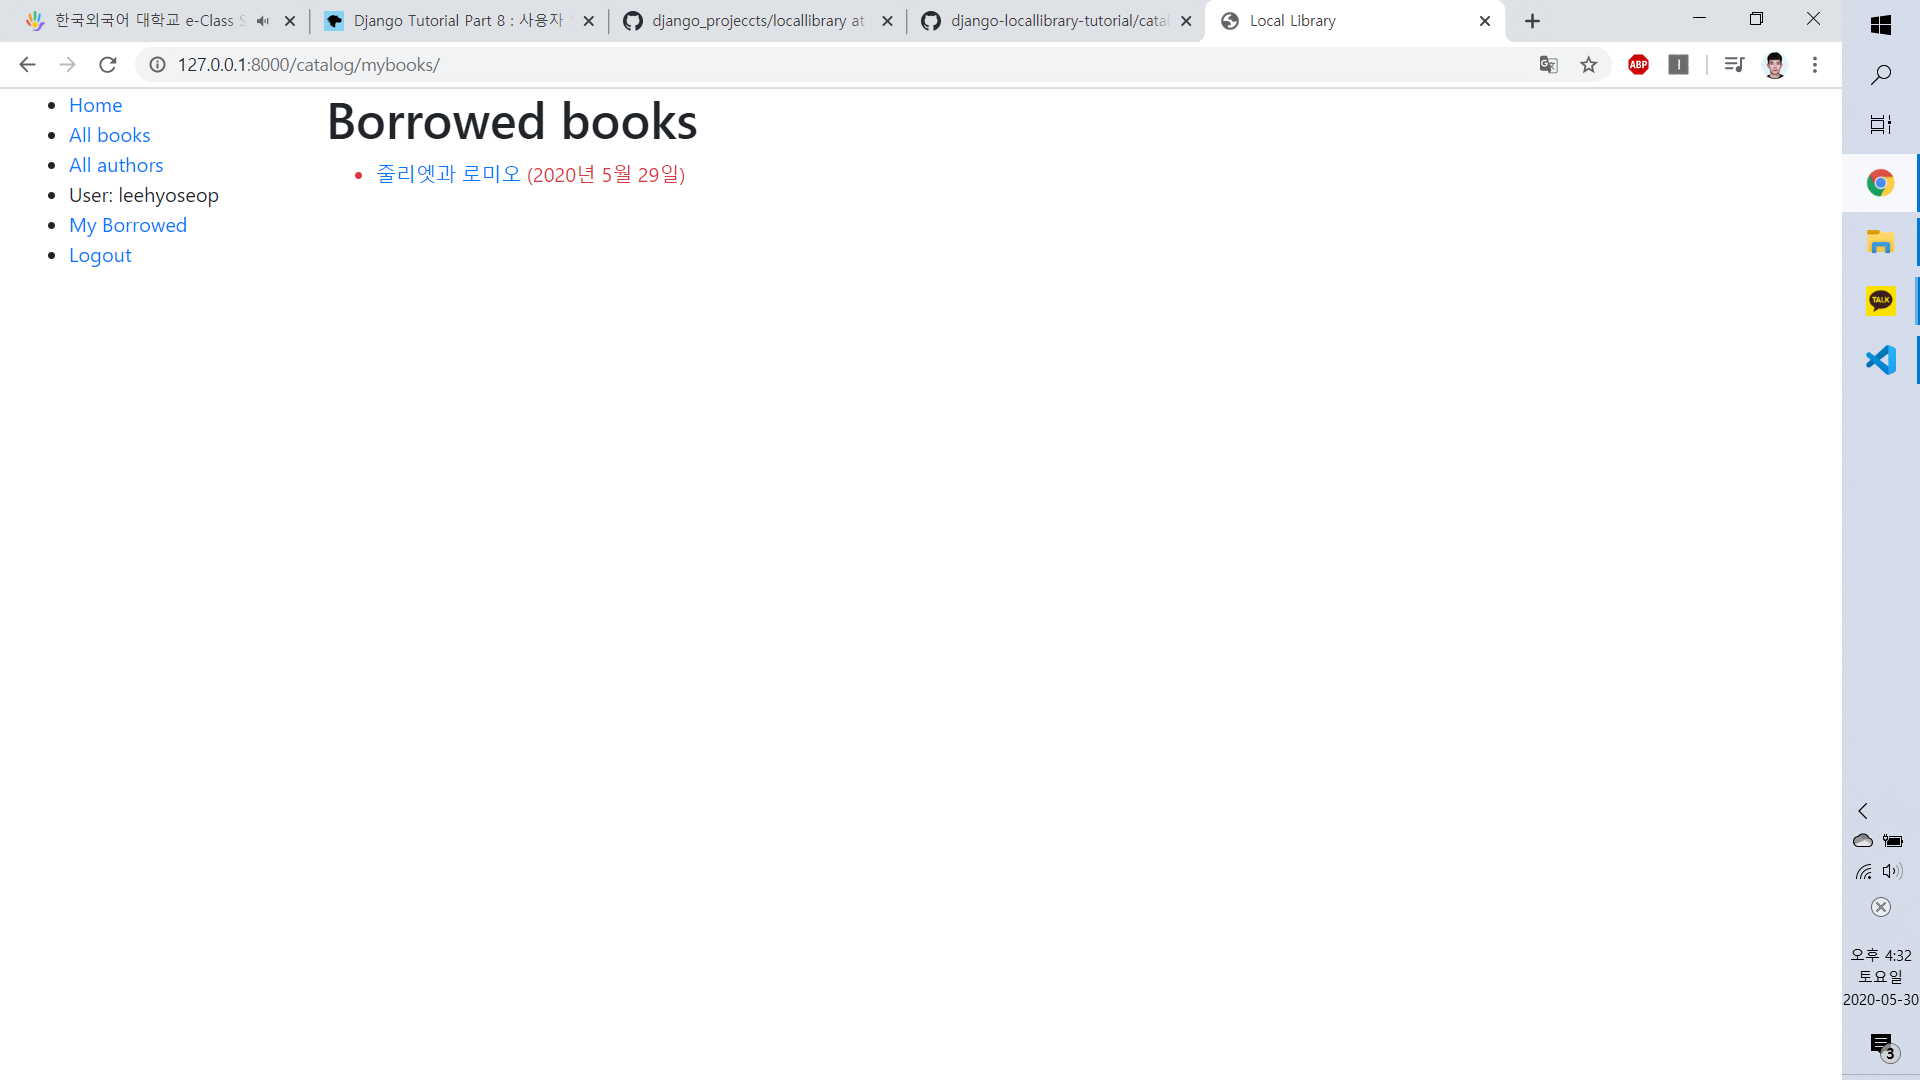 한국외국어 대학교 e-Class S
Django Tutorial Part 8 : 사용자
django_projeccts/locallibrary at
django-locallibrary-tutorial/catal
Local Library
127.0.0.1:8000/catalog/mybooks/
ABP
I
Home
All books
All authors
User: leehyoseop
My Borrowed
Logout
Borrowed books
줄리엣과 로미오 (2020년 5월 29일)
TALK
오후 4:32
토요일
2020-05-30
3